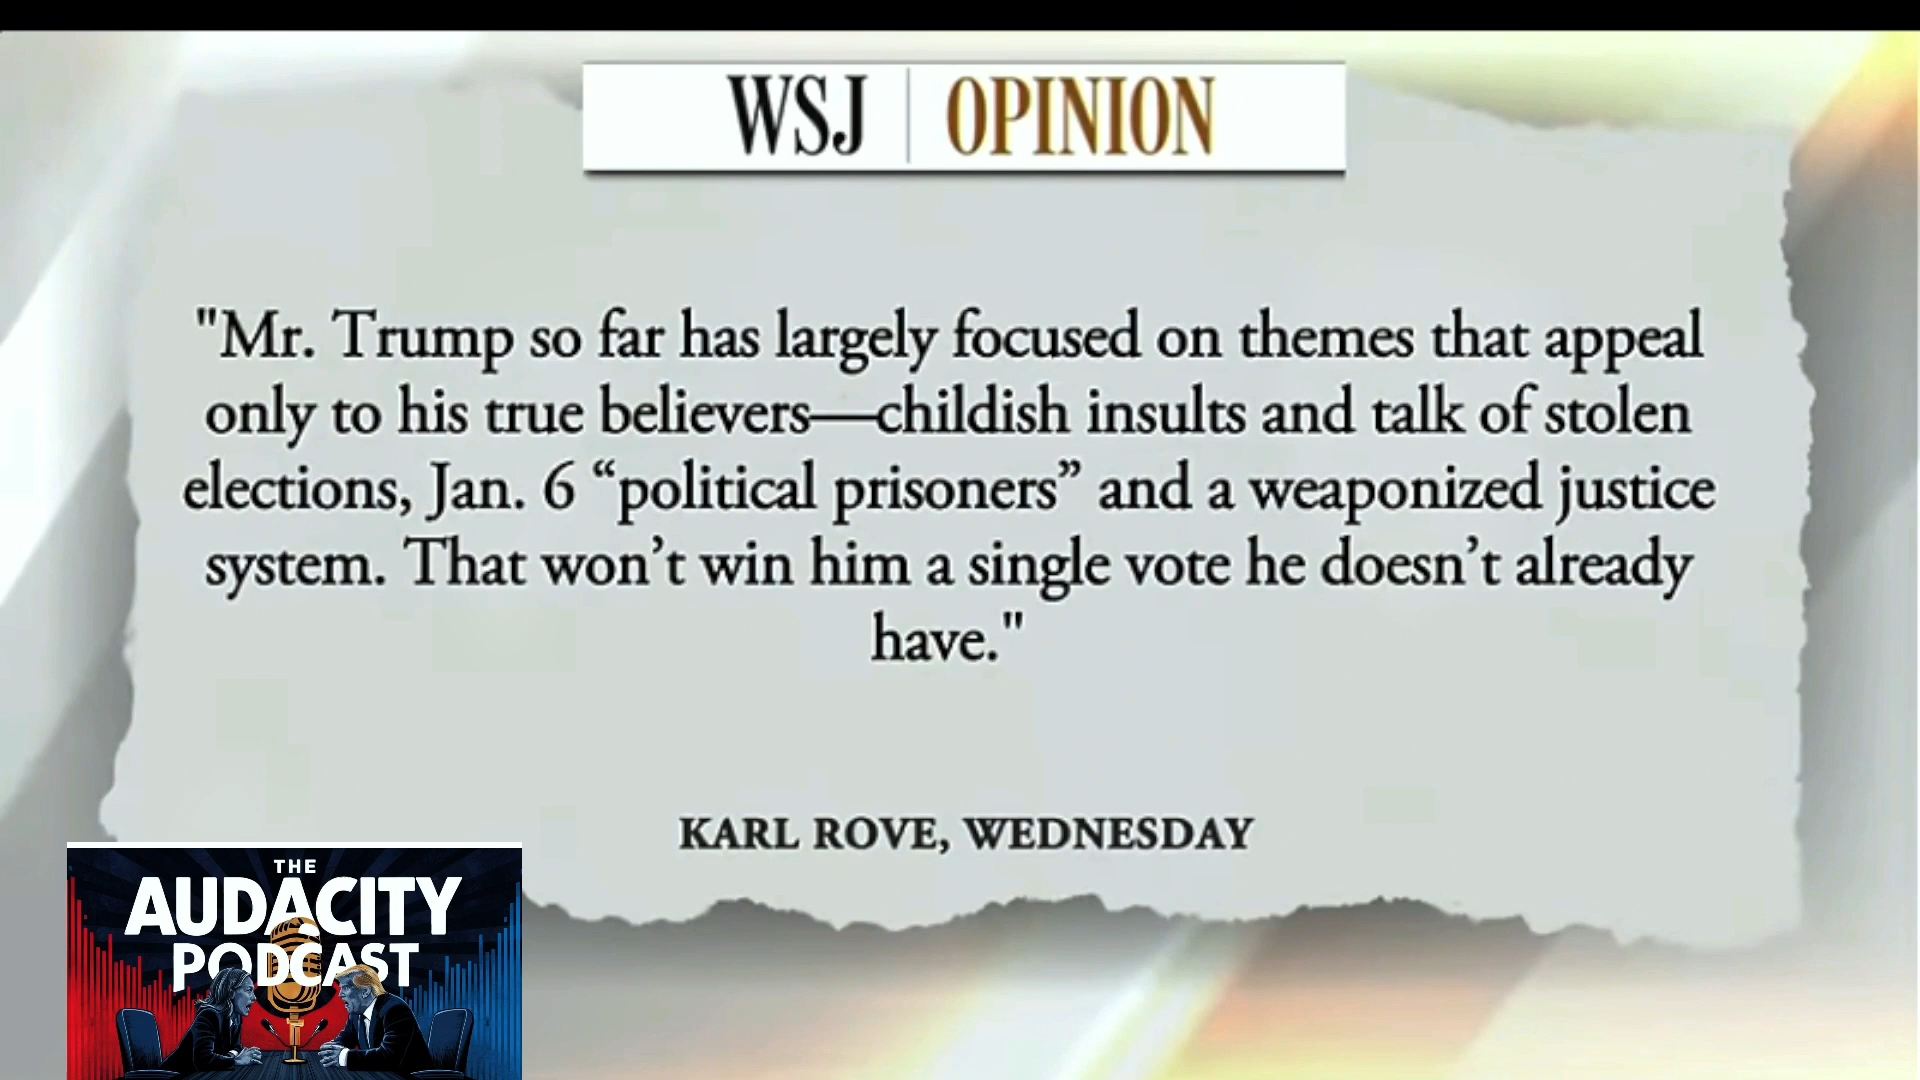 WSJ | OPINION
"Mr. Trump so far has largely focused on themes that appeal
only to his true believers—childish insults and talk of stolen
elections, Jan. 6 “political prisoners” and a weaponized justice
system. That won’t win him a single vote he doesn’t already
have."
KARL ROVE, WEDNESDAY
THE
AUDACITY
PODCAST